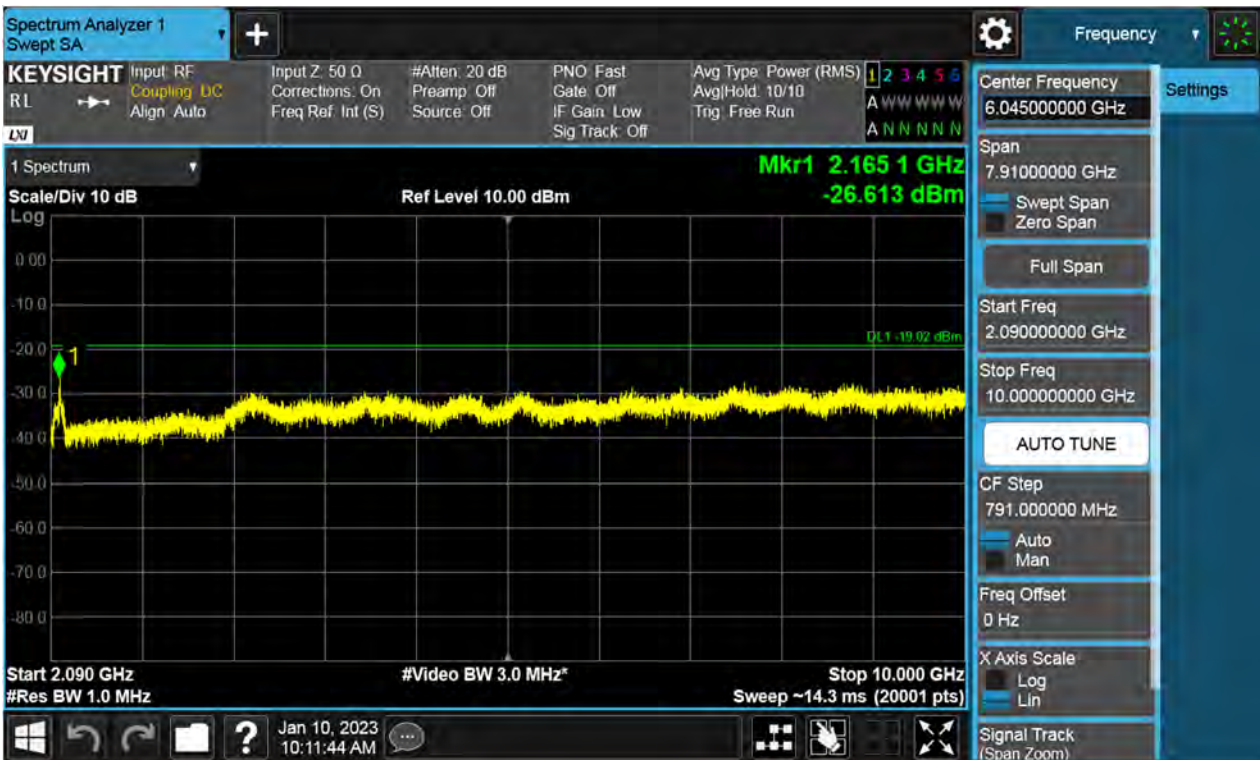 Spectrum Analyzer 1
Swept SA
+
Frequency
KEYSIGHT
RL
LXI
Input: RF
Coupling: DC
Align: Auto
Input Z: 50 Ω
Corrections: On
Freq Ref: Int (S)
#Atten: 20 dB
Preamp: Off
Source: Off
PNO: Fast
Gate: Off
IF Gain: Low
Sig Track: Off
Avg Type: Power (RMS)
Avg|Hold: 10/10
Trig: Free Run
1 2 3 4 5 6
A W W W W W
A N N N N N
1 Spectrum
Scale/Div 10 dB
Ref Level 10.00 dBm
Mkr1 2.165 1 GHz
-26.613 dBm
Log
0.00
-10.0
-20.0
-30.0
-40.0
-50.0
-60.0
-70.0
-80.0
1
DL1 -19.02 dBm
Start 2.090 GHz
#Res BW 1.0 MHz
#Video BW 3.0 MHz*
Stop 10.000 GHz
Sweep ~14.3 ms (20001 pts)
?
Jan 10, 2023
10:11:44 AM
Center Frequency
6.045000000 GHz
Settings
Span
7.91000000 GHz
Swept Span
Zero Span
Full Span
Start Freq
2.090000000 GHz
Stop Freq
10.000000000 GHz
AUTO TUNE
CF Step
791.000000 MHz
Auto
Man
Freq Offset
0 Hz
X Axis Scale
Log
Lin
Signal Track
(Span Zoom)